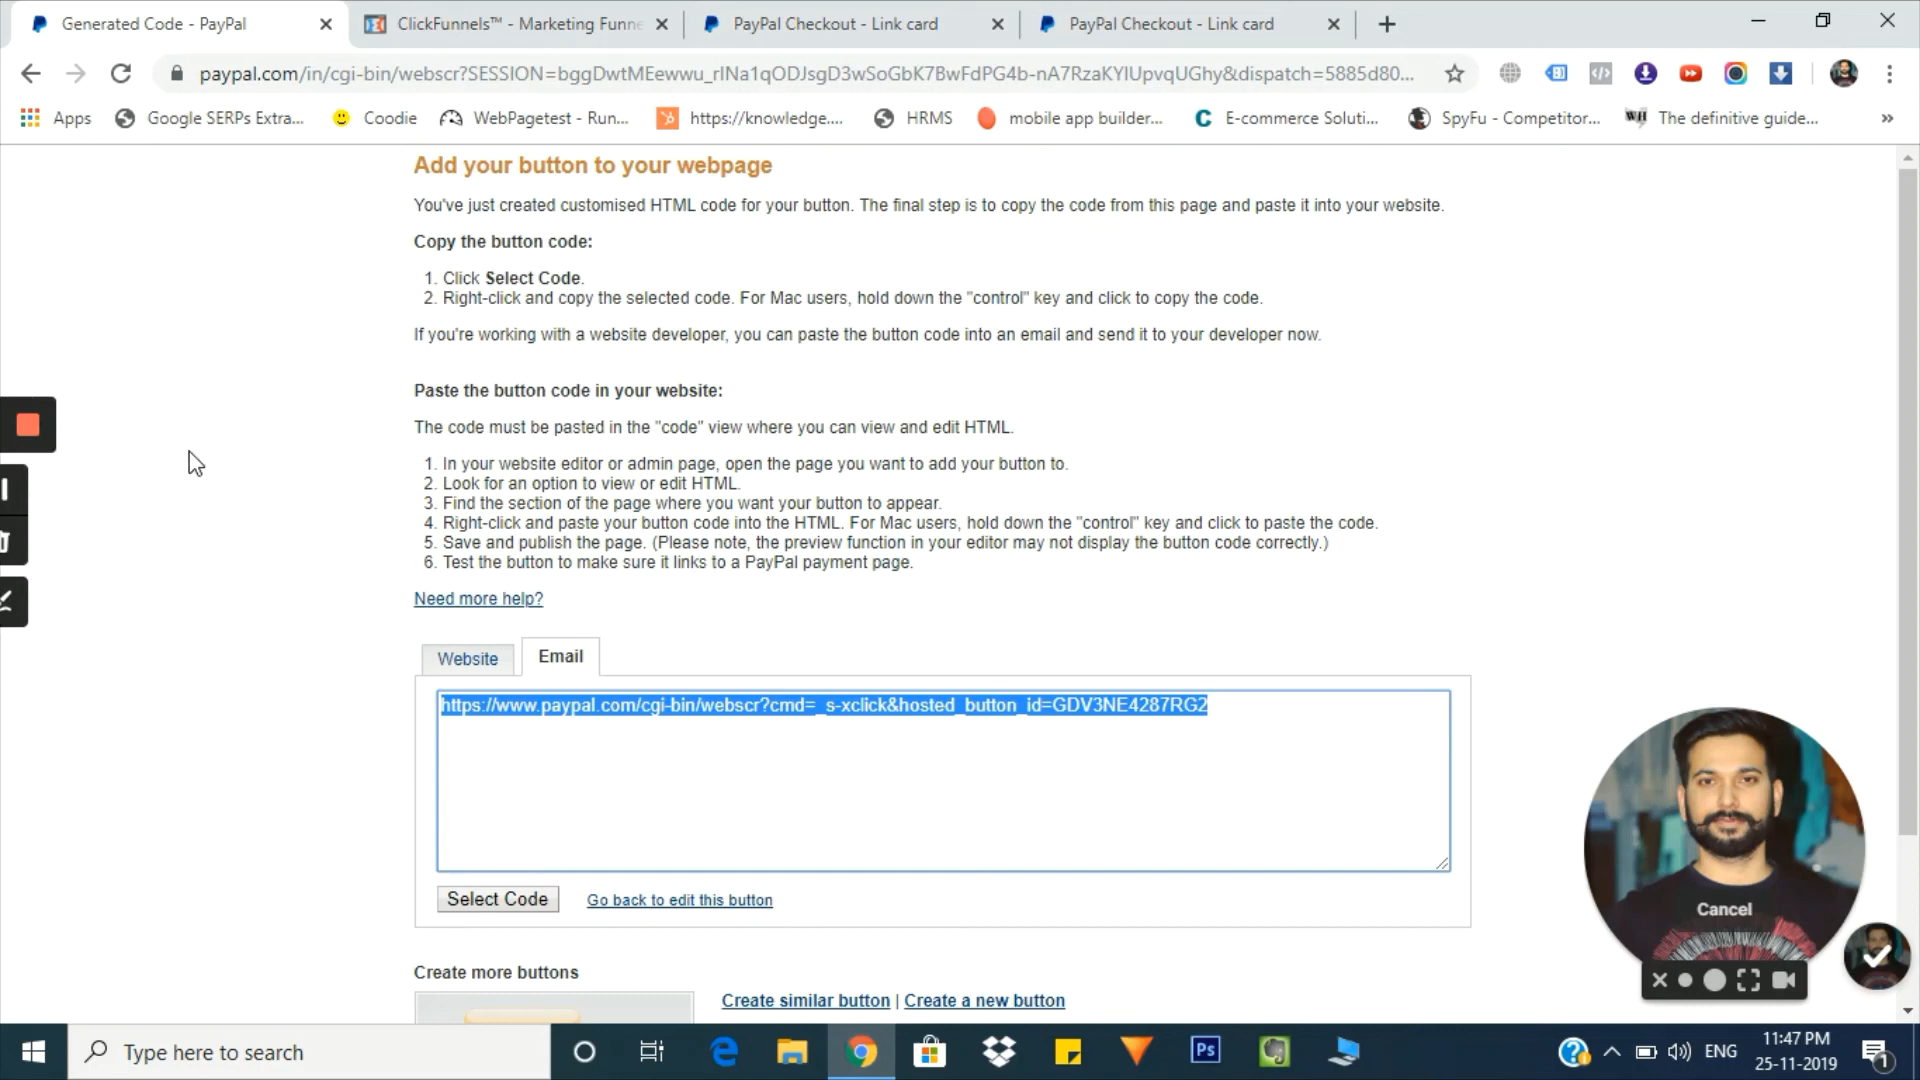 Generated Code - PayPal
ClickFunnels™ - Marketing Funne
PayPal Checkout - Link card
PayPal Checkout - Link card
paypal.com/in/cgi-bin/webscr?SESSION=bggDwtMEewwu_rINa1qODJsgD3wSoGbK7BwFdPG4b-nA7RzaKYIUpvqUGhy&dispatch=5885d80...
Apps
Google SERPs Extra...
Coodie
WebPagetest - Run...
https://knowledge....
HRMS
mobile app builder...
E-commerce Soluti...
SpyFu - Competitor...
The definitive guide...
»
Add your button to your webpage
You've just created customised HTML code for your button. The final step is to copy the code from this page and paste it into your website.
Copy the button code:
1. Click Select Code.
2. Right-click and copy the selected code. For Mac users, hold down the "control" key and click to copy the code.
If you're working with a website developer, you can paste the button code into an email and send it to your developer now.
Paste the button code in your website:
The code must be pasted in the "code" view where you can view and edit HTML.
1. In your website editor or admin page, open the page you want to add your button to.
2. Look for an option to view or edit HTML.
3. Find the section of the page where you want your button to appear.
4. Right-click and paste your button code into the HTML. For Mac users, hold down the "control" key and click to paste the code.
5. Save and publish the page. (Please note, the preview function in your editor may not display the button code correctly.)
6. Test the button to make sure it links to a PayPal payment page.
Need more help?
Website
Email
https://www.paypal.com/cgi-bin/webscr?cmd=_s-xclick&hosted_button_id=GDV3NE4287RG2
Select Code
Go back to edit this button
Cancel
Create more buttons
Create similar button | Create a new button
Type here to search
Ps
ENG
11:47 PM
25-11-2019
1